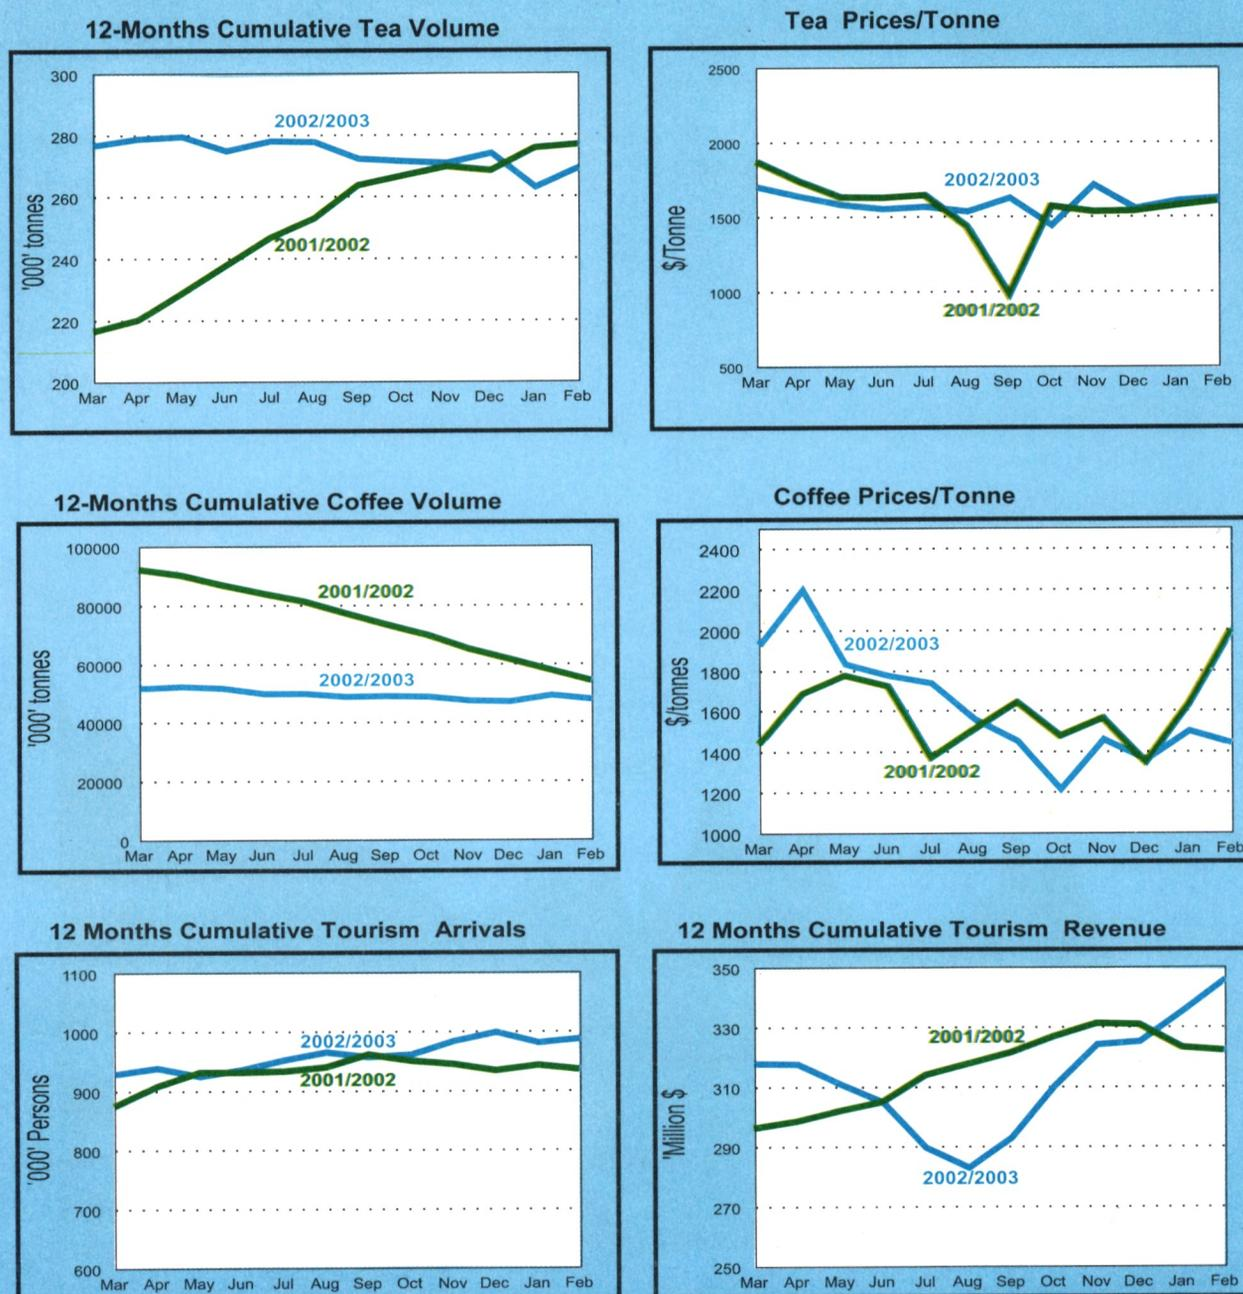 12-Months Cumulative Tea Volume
300
280
260
240
220
200
'000' tonnes
2002/2003
2001/2002
Mar Apr May Jun Jul Aug Sep Oct Nov Dec Jan Feb
Tea Prices/Tonne
2500
2000
1500
1000
500
$/Tonne
2002/2003
2001/2002
Mar Apr May Jun Jul Aug Sep Oct Nov Dec Jan Feb
12-Months Cumulative Coffee Volume
100000
80000
60000
40000
20000
0
'000' tonnes
2001/2002
2002/2003
Mar Apr May Jun Jul Aug Sep Oct Nov Dec Jan Feb
Coffee Prices/Tonne
2400
2200
2000
1800
1600
1400
1200
1000
$/tonnes
2002/2003
2001/2002
Mar Apr May Jun Jul Aug Sep Oct Nov Dec Jan Feb
12 Months Cumulative Tourism Arrivals
1100
1000
900
800
700
600
'000' Persons
2002/2003
2001/2002
Mar Apr May Jun Jul Aug Sep Oct Nov Dec Jan Feb
12 Months Cumulative Tourism Revenue
350
330
310
290
270
250
'Million $
2001/2002
2002/2003
Mar Apr May Jun Jul Aug Sep Oct Nov Dec Jan Feb